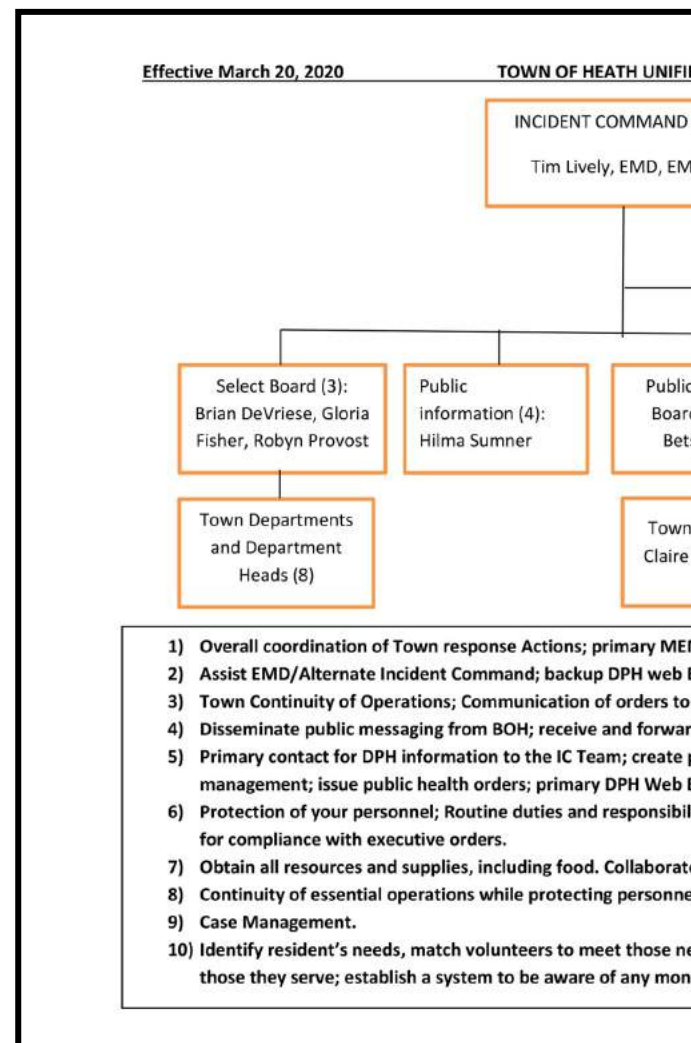 Effective March 20, 2020 TOWN OF HEATH UNIFI
INCIDENT COMMAND
Tim Lively, EMD, EM
Select Board (3):
Brian DeVriese, Gloria
Fisher, Robyn Provost
Public
information (4):
Hilma Sumner
Public
Board
Bets
Town Departments
and Department
Heads (8)
Town
Claire
1) Overall coordination of Town response Actions; primary MEI
2) Assist EMD/Alternate Incident Command; backup DPH web E
3) Town Continuity of Operations; Communication of orders to
4) Disseminate public messaging from BOH; receive and forwar
5) Primary contact for DPH information to the IC Team; create p
management; issue public health orders; primary DPH Web E
6) Protection of your personnel; Routine duties and responsibil
for compliance with executive orders.
7) Obtain all resources and supplies, including food. Collaborate
8) Continuity of essential operations while protecting personne
9) Case Management.
10) Identify resident's needs, match volunteers to meet those ne
those they serve; establish a system to be aware of any mon